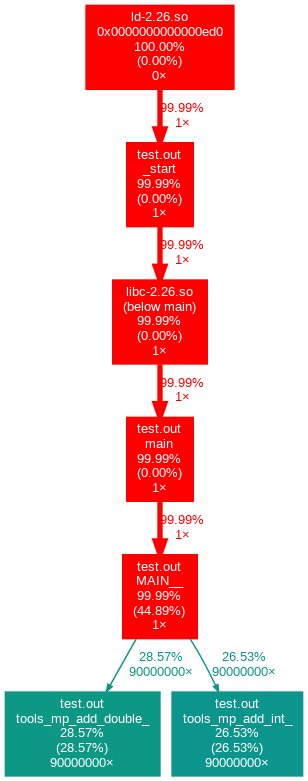 ld-2.26.so
0x0000000000000ed0
100.00%
(0.00%)
0×
99.99%
1×
test.out
_start
99.99%
(0.00%)
1×
99.99%
1×
libc-2.26.so
(below main)
99.99%
(0.00%)
1×
99.99%
1×
test.out
main
99.99%
(0.00%)
1×
99.99%
1×
test.out
MAIN__
99.99%
(44.89%)
1×
28.57%
90000000×
26.53%
90000000×
test.out
tools_mp_add_double_
28.57%
(28.57%)
90000000×
test.out
tools_mp_add_int_
26.53%
(26.53%)
90000000×